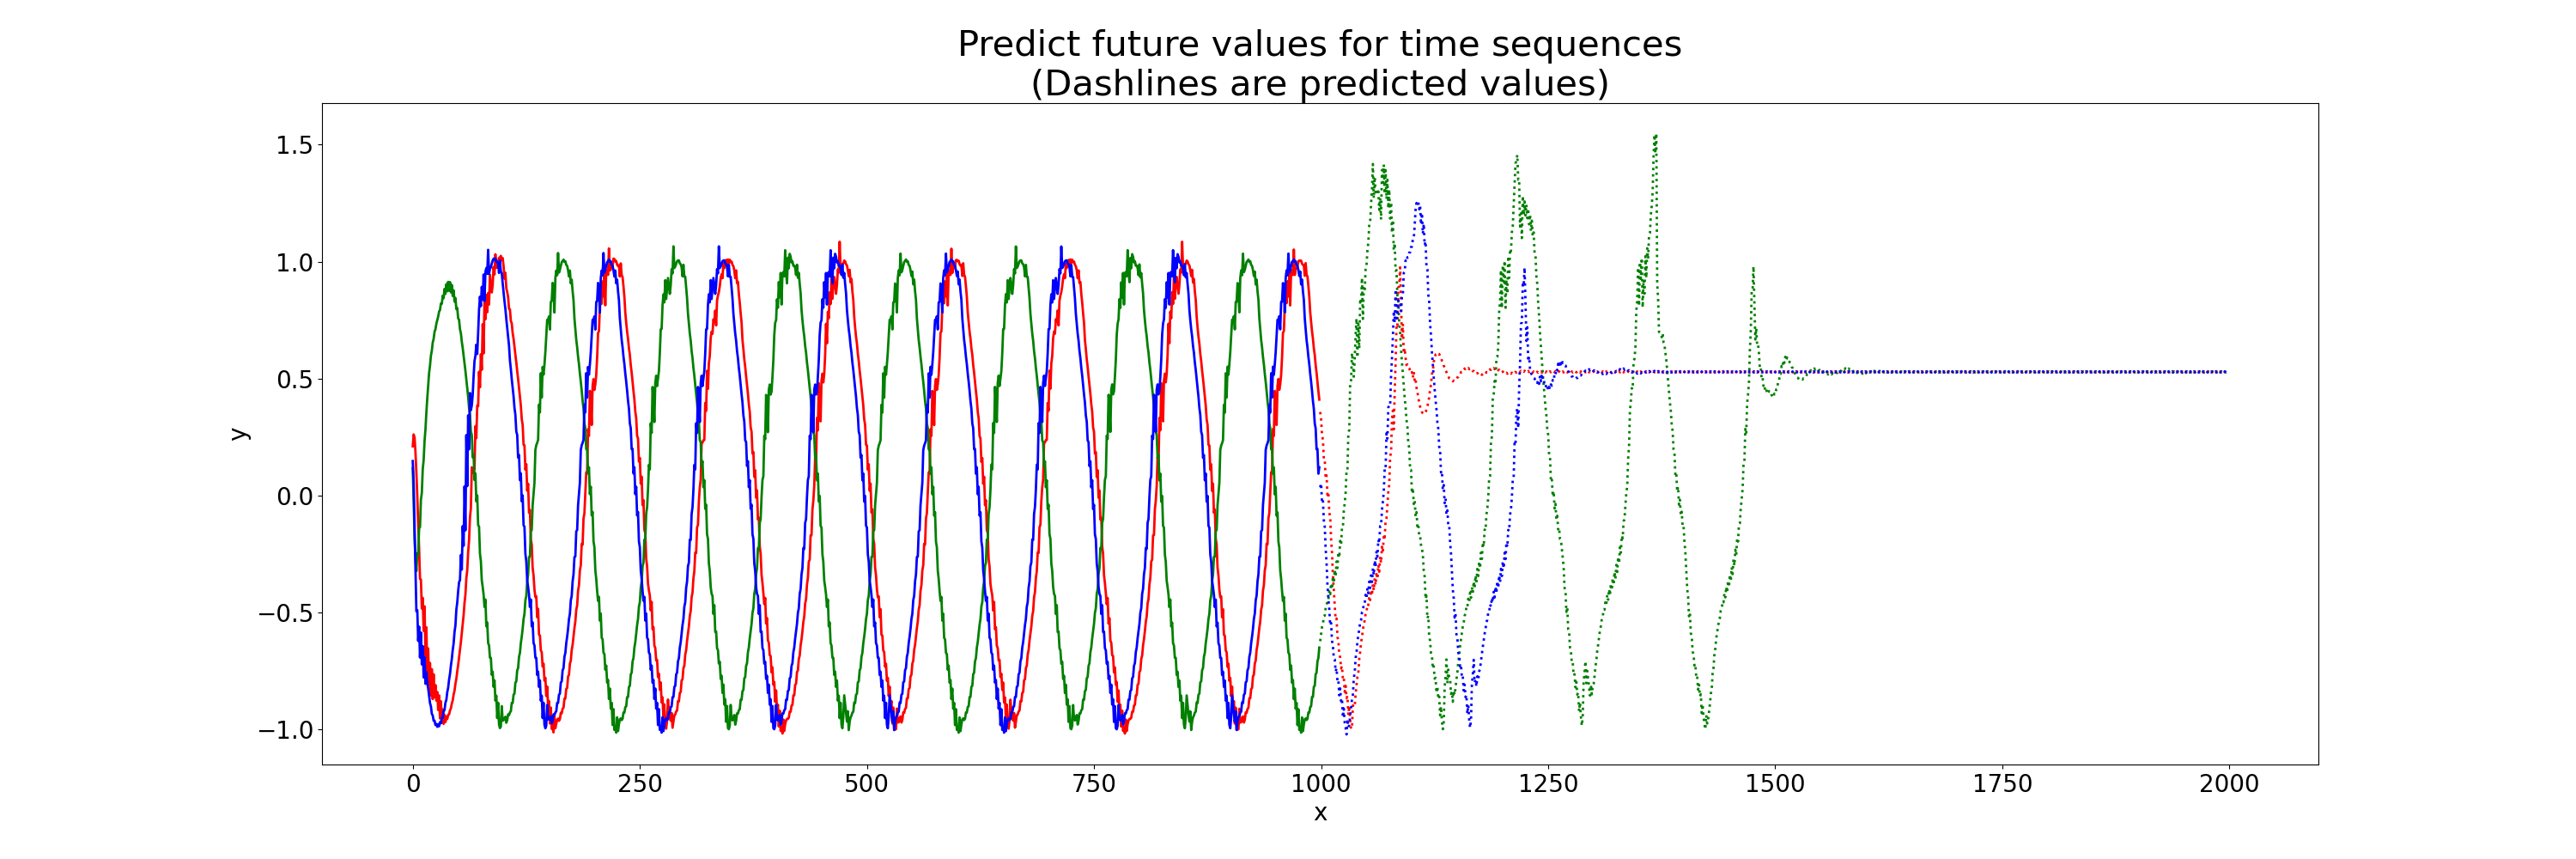 Predict future values for time sequences
(Dashlines are predicted values)
1.5
1.0
0.5
0.0
−0.5
−1.0
y
0 250 500 750 1000 1250 1500 1750 2000
x